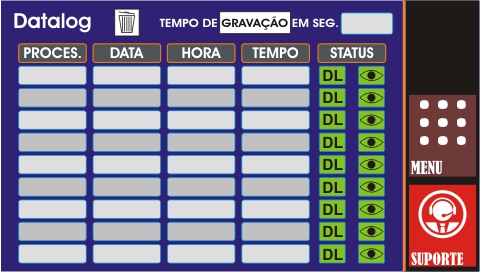 Datalog
TEMPO DE GRAVAÇÃO EM SEG.
PROCES. DATA HORA TEMPO STATUS
DL
DL
DL
DL
DL
DL
DL
DL
DL
MENU
SUPORTE